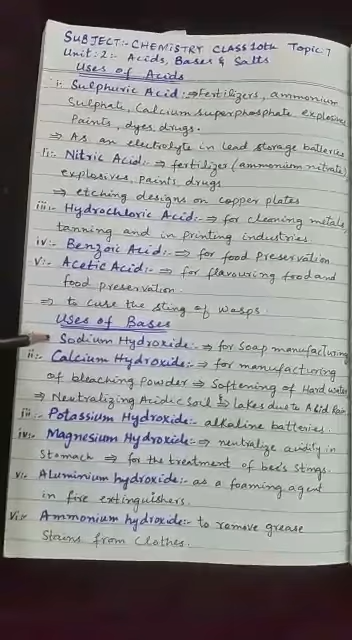 SUBJECT:- CHEMISTRY CLASS 10th Topic 7
Unit: 2:- Acids, Bases & Salts
Uses of Acids
i:- Sulphuric Acid:- ⇒ Fertilizers, ammonium
Sulphate, Calcium superphosphate explosive
Paints, dyes, drugs.
⇒ As an electrolyte in lead storage batteries
ii:- Nitric Acid:- ⇒ fertilizer (ammonium nitrate)
explosives, Paints, drugs
⇒ etching designs on copper plates
iii:- Hydrochloric Acid:- ⇒ for cleaning metals,
tanning and in printing industries.
iv:- Benzoic Acid:- ⇒ for food preservation
v:- Acetic Acid:- ⇒ for flavouring food and
food preservation.
⇒ to cure the sting of wasps.
Uses of Bases
Sodium Hydroxide:- ⇒ for Soap manufacturing
ii:- Calcium Hydroxide:- ⇒ for manufacturing
of bleaching Powder ⇒ Softening of Hard water
⇒ Neutralizing Acidic Soil ⇒ lakes due to Acid Rain
iii:- Potassium Hydroxide:- alkaline batteries.
iv:- Magnesium Hydroxide:- ⇒ neutralize acidity in
Stomach ⇒ for the treatment of bee's Stings.
v:- Aluminium hydroxide:- as a foaming agent
in fire extinguishers.
vi:- Ammonium hydroxide:- to remove grease
Stains from Clothes.